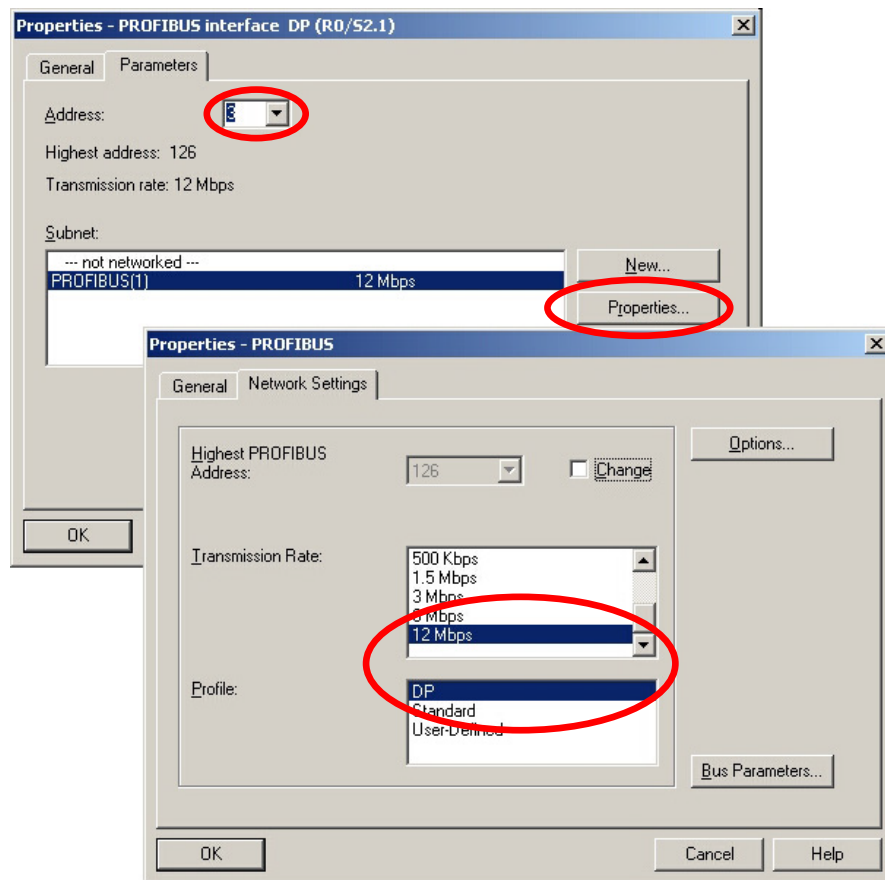 Properties - PROFIBUS interface DP (R0/S2.1)
General Parameters
Address:
Highest address: 126
Transmission rate: 12 Mbps
Subnet:
--- not networked ---
PROFIBUS(1) 12 Mbps
New...
Properties...
OK
Properties - PROFIBUS
General Network Settings
Highest PROFIBUS
Address:
126
Change
Options...
Transmission Rate:
500 Kbps
1.5 Mbps
3 Mbps
Mbps
12 Mbps
Profile:
DP
Standard
User-Defined
Bus Parameters...
OK Cancel Help